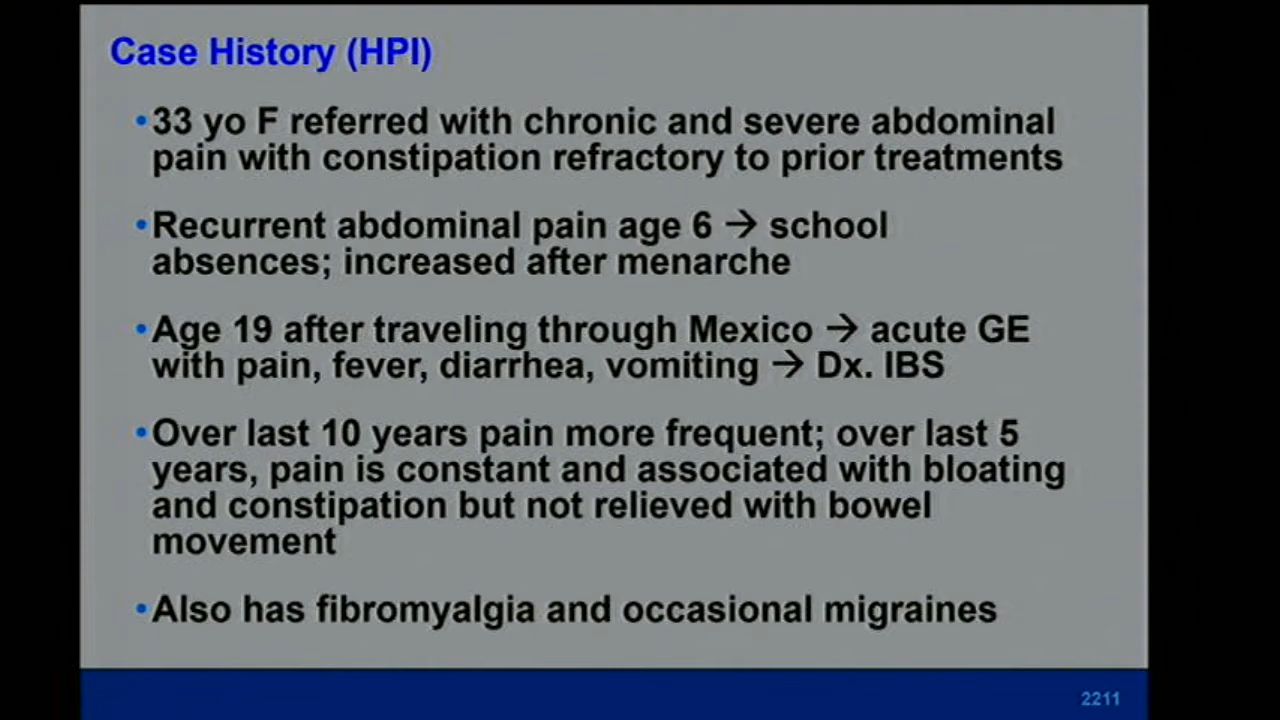 Case History (HPI)
•33 yo F referred with chronic and severe abdominal
pain with constipation refractory to prior treatments
•Recurrent abdominal pain age 6 → school
absences; increased after menarche
•Age 19 after traveling through Mexico → acute GE
with pain, fever, diarrhea, vomiting → Dx. IBS
•Over last 10 years pain more frequent; over last 5
years, pain is constant and associated with bloating
and constipation but not relieved with bowel
movement
•Also has fibromyalgia and occasional migraines
2211